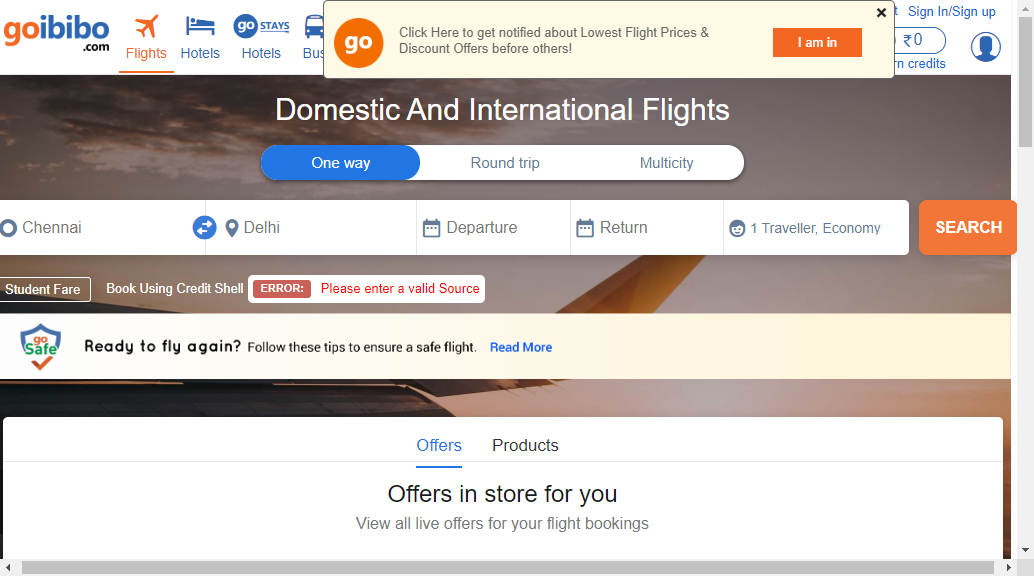 goibibo
.com
Flights
Hotels
go STAYS
Hotels
Bus
go
Click Here to get notified about Lowest Flight Prices &
Discount Offers before others!
I am in
Sign In/Sign up
₹0
rn credits
Domestic And International Flights
One way
Round trip
Multicity
Chennai
Delhi
Departure
Return
1 Traveller, Economy
SEARCH
Student Fare
Book Using Credit Shell
ERROR:
Please enter a valid Source
go
Safe
Ready to fly again? Follow these tips to ensure a safe flight. Read More
Offers
Products
Offers in store for you
View all live offers for your flight bookings